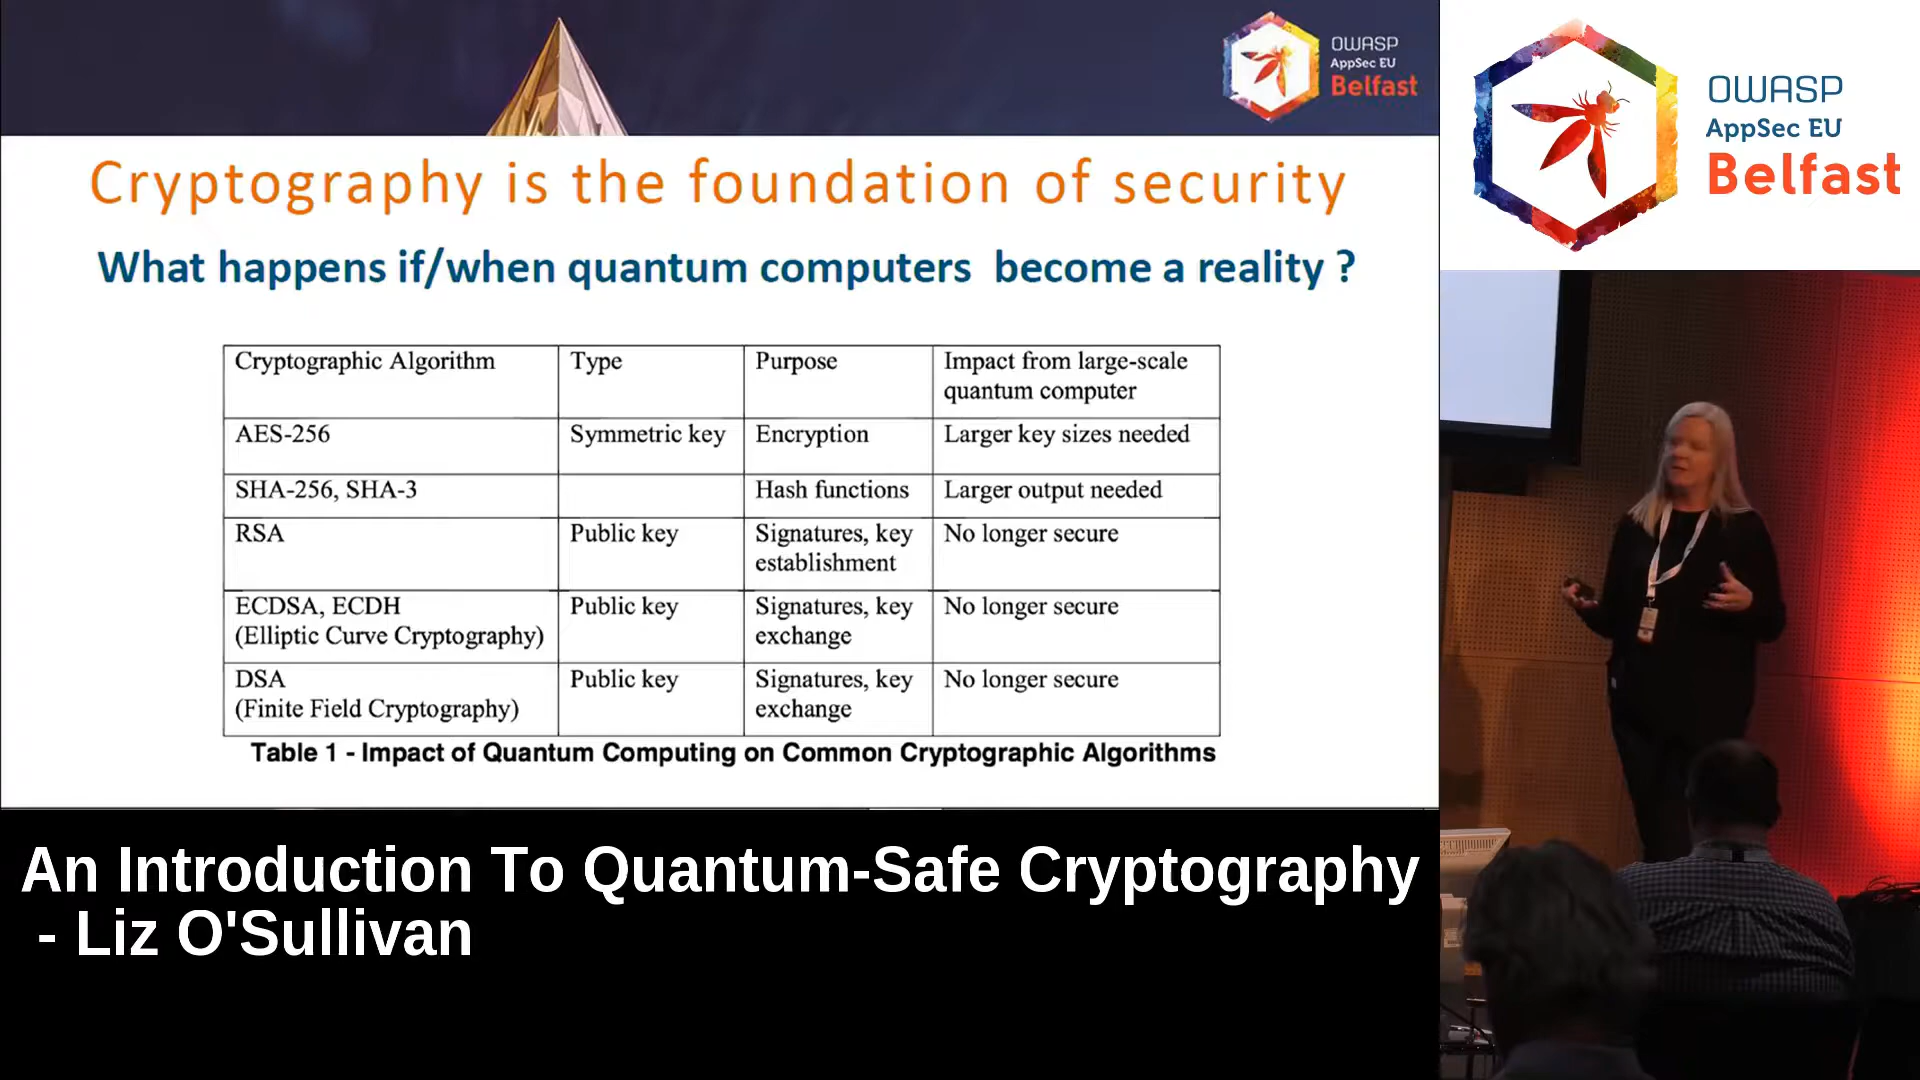 OWASP
AppSec EU
Belfast
OWASP
AppSec EU
Belfast
Cryptography is the foundation of security
What happens if/when quantum computers become a reality ?
Cryptographic Algorithm Type Purpose Impact from large-scale quantum computer
AES-256 Symmetric key Encryption Larger key sizes needed
SHA-256, SHA-3 Hash functions Larger output needed
RSA Public key Signatures, key establishment No longer secure
ECDSA, ECDH (Elliptic Curve Cryptography) Public key Signatures, key exchange No longer secure
DSA (Finite Field Cryptography) Public key Signatures, key exchange No longer secure
Table 1 - Impact of Quantum Computing on Common Cryptographic Algorithms
An Introduction To Quantum-Safe Cryptography
- Liz O'Sullivan